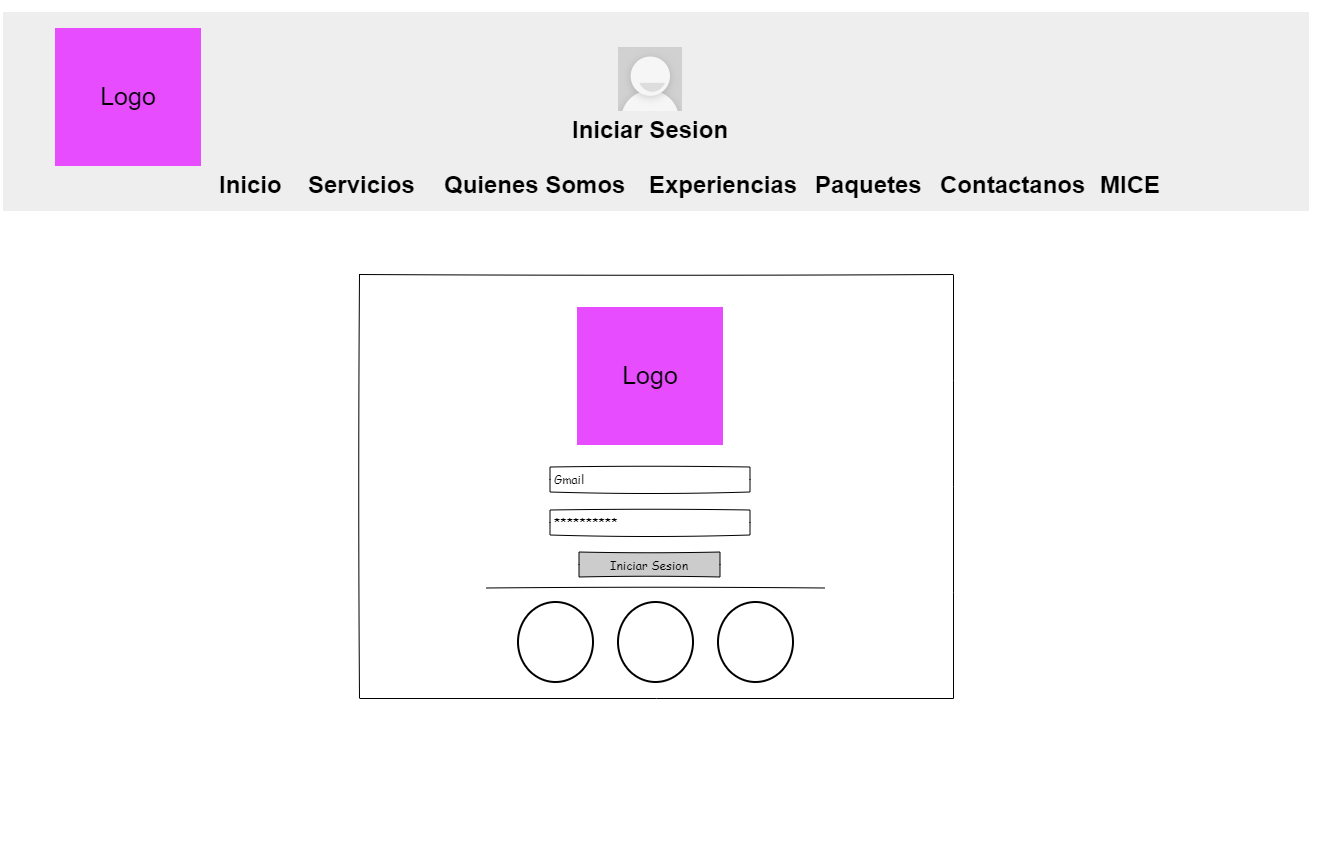 Logo
Iniciar Sesion
Inicio Servicios Quienes Somos Experiencias Paquetes Contactanos MICE
Logo
Gmail
**********
Iniciar Sesion